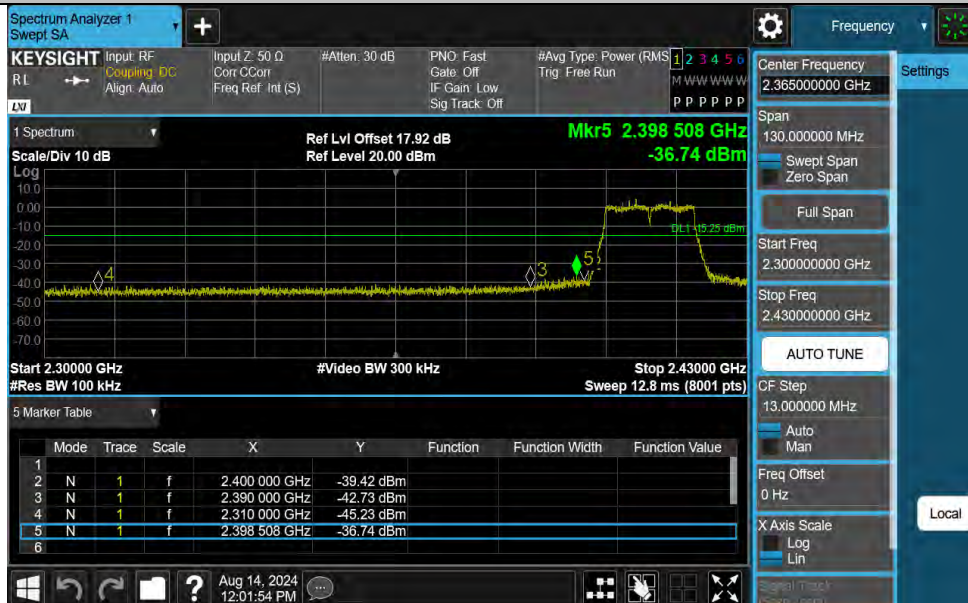 Spectrum Analyzer 1
Swept SA
+
Frequency
KEYSIGHT
RL
LXI
Input: RF
Coupling: DC
Align: Auto
Input Z: 50 Ω
Corr CCorr
Freq Ref: Int (S)
#Atten: 30 dB
PNO: Fast
Gate: Off
IF Gain: Low
Sig Track: Off
#Avg Type: Power (RMS
Trig: Free Run
1 2 3 4 5 6
M W W W W W
P P P P P P
Center Frequency
2.365000000 GHz
Settings
Span
130.000000 MHz
Swept Span
Zero Span
Full Span
Start Freq
2.300000000 GHz
Stop Freq
2.430000000 GHz
AUTO TUNE
CF Step
13.000000 MHz
Auto
Man
Freq Offset
0 Hz
X Axis Scale
Log
Lin
Signal Track
Local
1 Spectrum
Scale/Div 10 dB
Ref Lvl Offset 17.92 dB
Ref Level 20.00 dBm
Mkr5 2.398 508 GHz
-36.74 dBm
Log
10.0
0.00
-10.0
-20.0
-30.0
-40.0
-50.0
-60.0
-70.0
DL1 -15.25 dBm
4
3
5
Start 2.30000 GHz
#Res BW 100 kHz
#Video BW 300 kHz
Stop 2.43000 GHz
Sweep 12.8 ms (8001 pts)
5 Marker Table
Mode Trace Scale X Y Function Function Width Function Value
1
2 N 1 f 2.400 000 GHz -39.42 dBm
3 N 1 f 2.390 000 GHz -42.73 dBm
4 N 1 f 2.310 000 GHz -45.23 dBm
5 N 1 f 2.398 508 GHz -36.74 dBm
6
?
Aug 14, 2024
12:01:54 PM